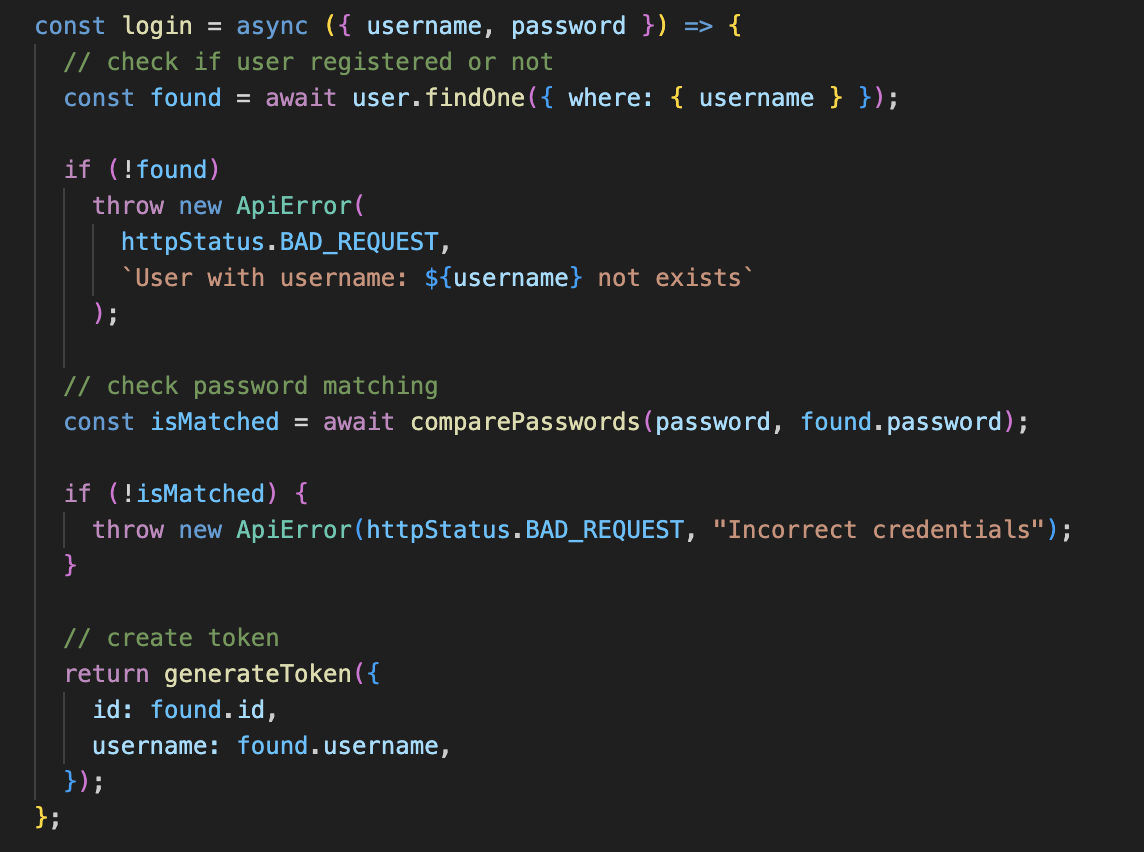 const login = async ({ username, password }) => {
  // check if user registered or not
  const found = await user.findOne({ where: { username } });

  if (!found)
    throw new ApiError(
      httpStatus.BAD_REQUEST,
      `User with username: ${username} not exists`
    );

  // check password matching
  const isMatched = await comparePasswords(password, found.password);

  if (!isMatched) {
    throw new ApiError(httpStatus.BAD_REQUEST, "Incorrect credentials");
  }

  // create token
  return generateToken({
    id: found.id,
    username: found.username,
  });
};